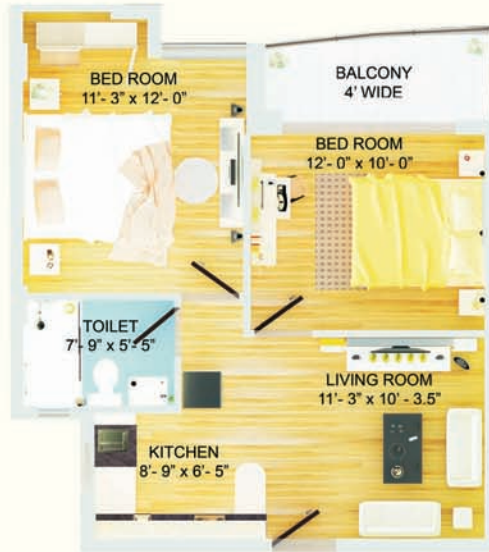 BED ROOM
11'- 3" x 12'- 0"
BALCONY
4' WIDE
BED ROOM
12'- 0" x 10'- 0"
TOILET
7'- 9" x 5'- 5"
LIVING ROOM
11'- 3" x 10' - 3.5"
KITCHEN
8'- 9" x 6'- 5"